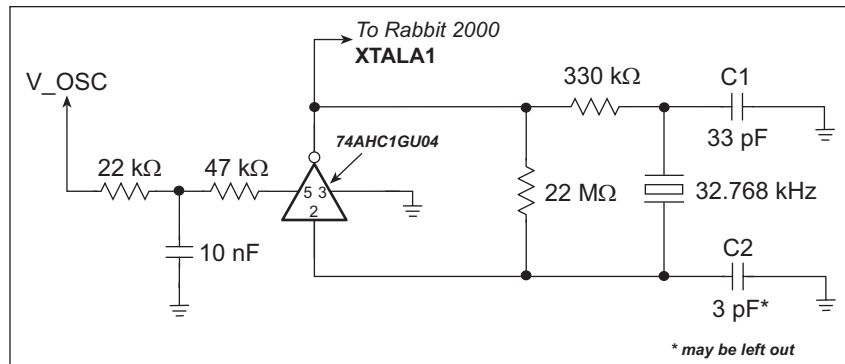 To Rabbit 2000
XTALA1
V_OSC
330 kΩ
C1
33 pF
74AHC1GU04
22 kΩ
47 kΩ
5 3
2
22 MΩ
32.768 kHz
10 nF
C2
3 pF*
* may be left out